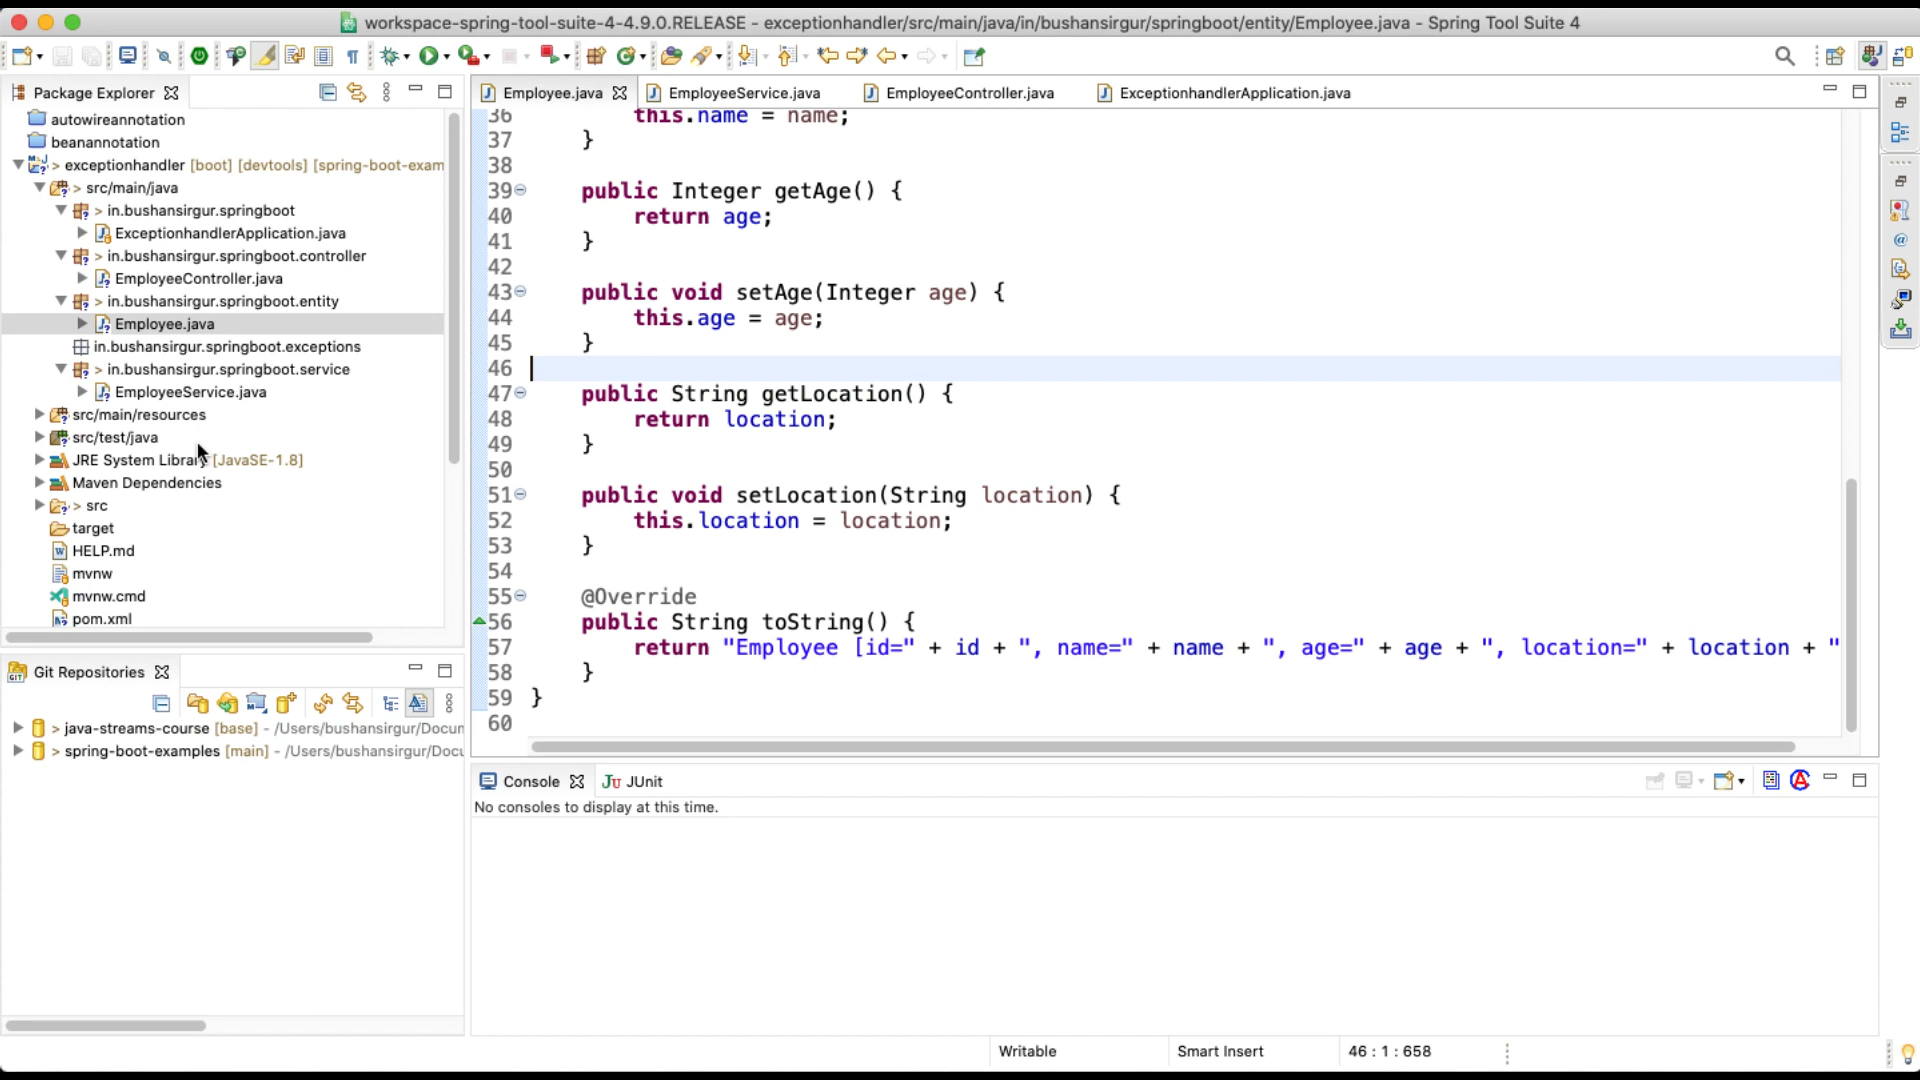 workspace-spring-tool-suite-4-4.9.0.RELEASE - exceptionhandler/src/main/java/in/bushansirgur/springboot/entity/Employee.java - Spring Tool Suite 4
Package Explorer
autowireannotation
beanannotation
> exceptionhandler [boot] [devtools] [spring-boot-exam
> src/main/java
> in.bushansirgur.springboot
ExceptionhandlerApplication.java
> in.bushansirgur.springboot.controller
EmployeeController.java
> in.bushansirgur.springboot.entity
Employee.java
in.bushansirgur.springboot.exceptions
> in.bushansirgur.springboot.service
EmployeeService.java
src/main/resources
src/test/java
JRE System Library [JavaSE-1.8]
Maven Dependencies
> src
target
HELP.md
mvnw
mvnw.cmd
pom.xml
Git Repositories
> java-streams-course [base] - /Users/bushansirgur/Docum
> spring-boot-examples [main] - /Users/bushansirgur/Docu
Employee.java EmployeeService.java EmployeeController.java ExceptionhandlerApplication.java
36 this.name = name;
37 }
38
39 public Integer getAge() {
40 return age;
41 }
42
43 public void setAge(Integer age) {
44 this.age = age;
45 }
46
47 public String getLocation() {
48 return location;
49 }
50
51 public void setLocation(String location) {
52 this.location = location;
53 }
54
55 @Override
56 public String toString() {
57 return "Employee [id=" + id + ", name=" + name + ", age=" + age + ", location=" + location + "
58 }
59 }
60
Console JUnit
No consoles to display at this time.
Writable Smart Insert 46 : 1 : 658